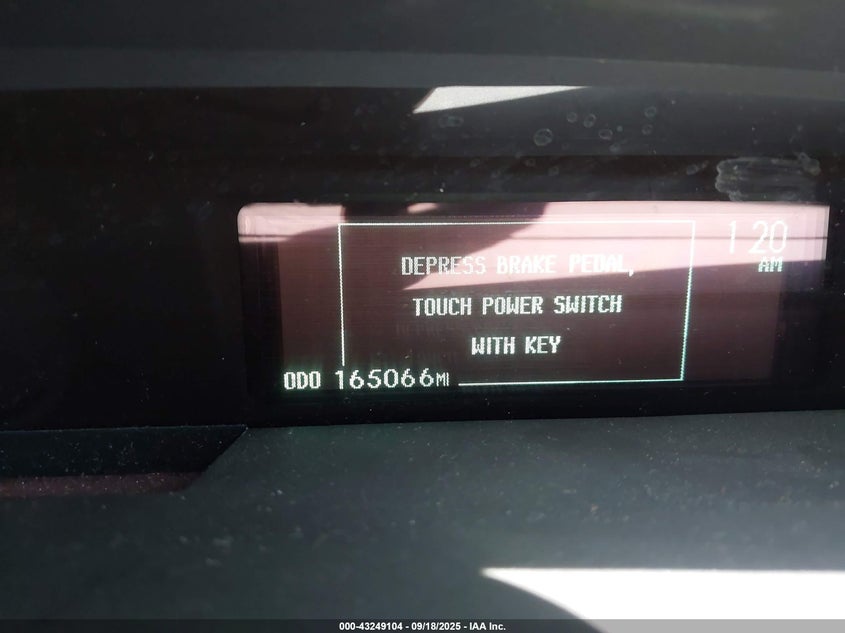 1 20
AM
DEPRESS BRAKE PEDAL,
TOUCH POWER SWITCH
WITH KEY
ODO 165066MI
000-43249104 - 09/18/2025 - IAA Inc.